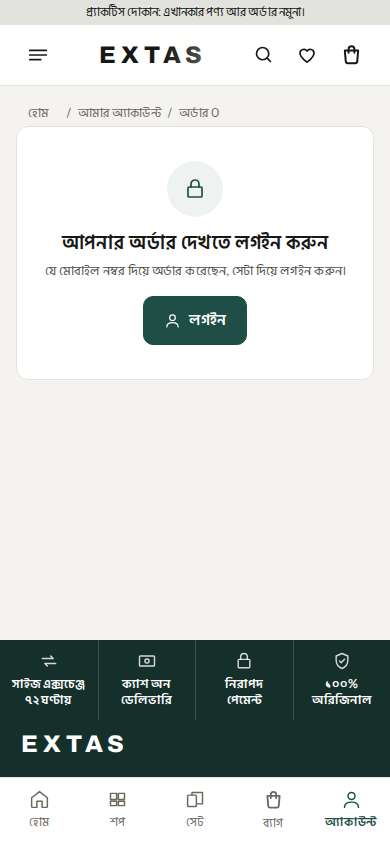 প্র্যাকটিস দোকান: এখানকার পণ্য আর অর্ডার নমুনা।
EXTAS
হোম / আমার অ্যাকাউন্ট / অর্ডার 0
আপনার অর্ডার দেখতে লগইন করুন
যে মোবাইল নম্বর দিয়ে অর্ডার করেছেন, সেটা দিয়ে লগইন করুন।
লগইন
সাইজ এক্সচেঞ্জ ৭২ ঘণ্টায়
ক্যাশ অন ডেলিভারি
নিরাপদ পেমেন্ট
১০০% অরিজিনাল
EXTAS
হোম শপ সেট ব্যাগ অ্যাকাউন্ট